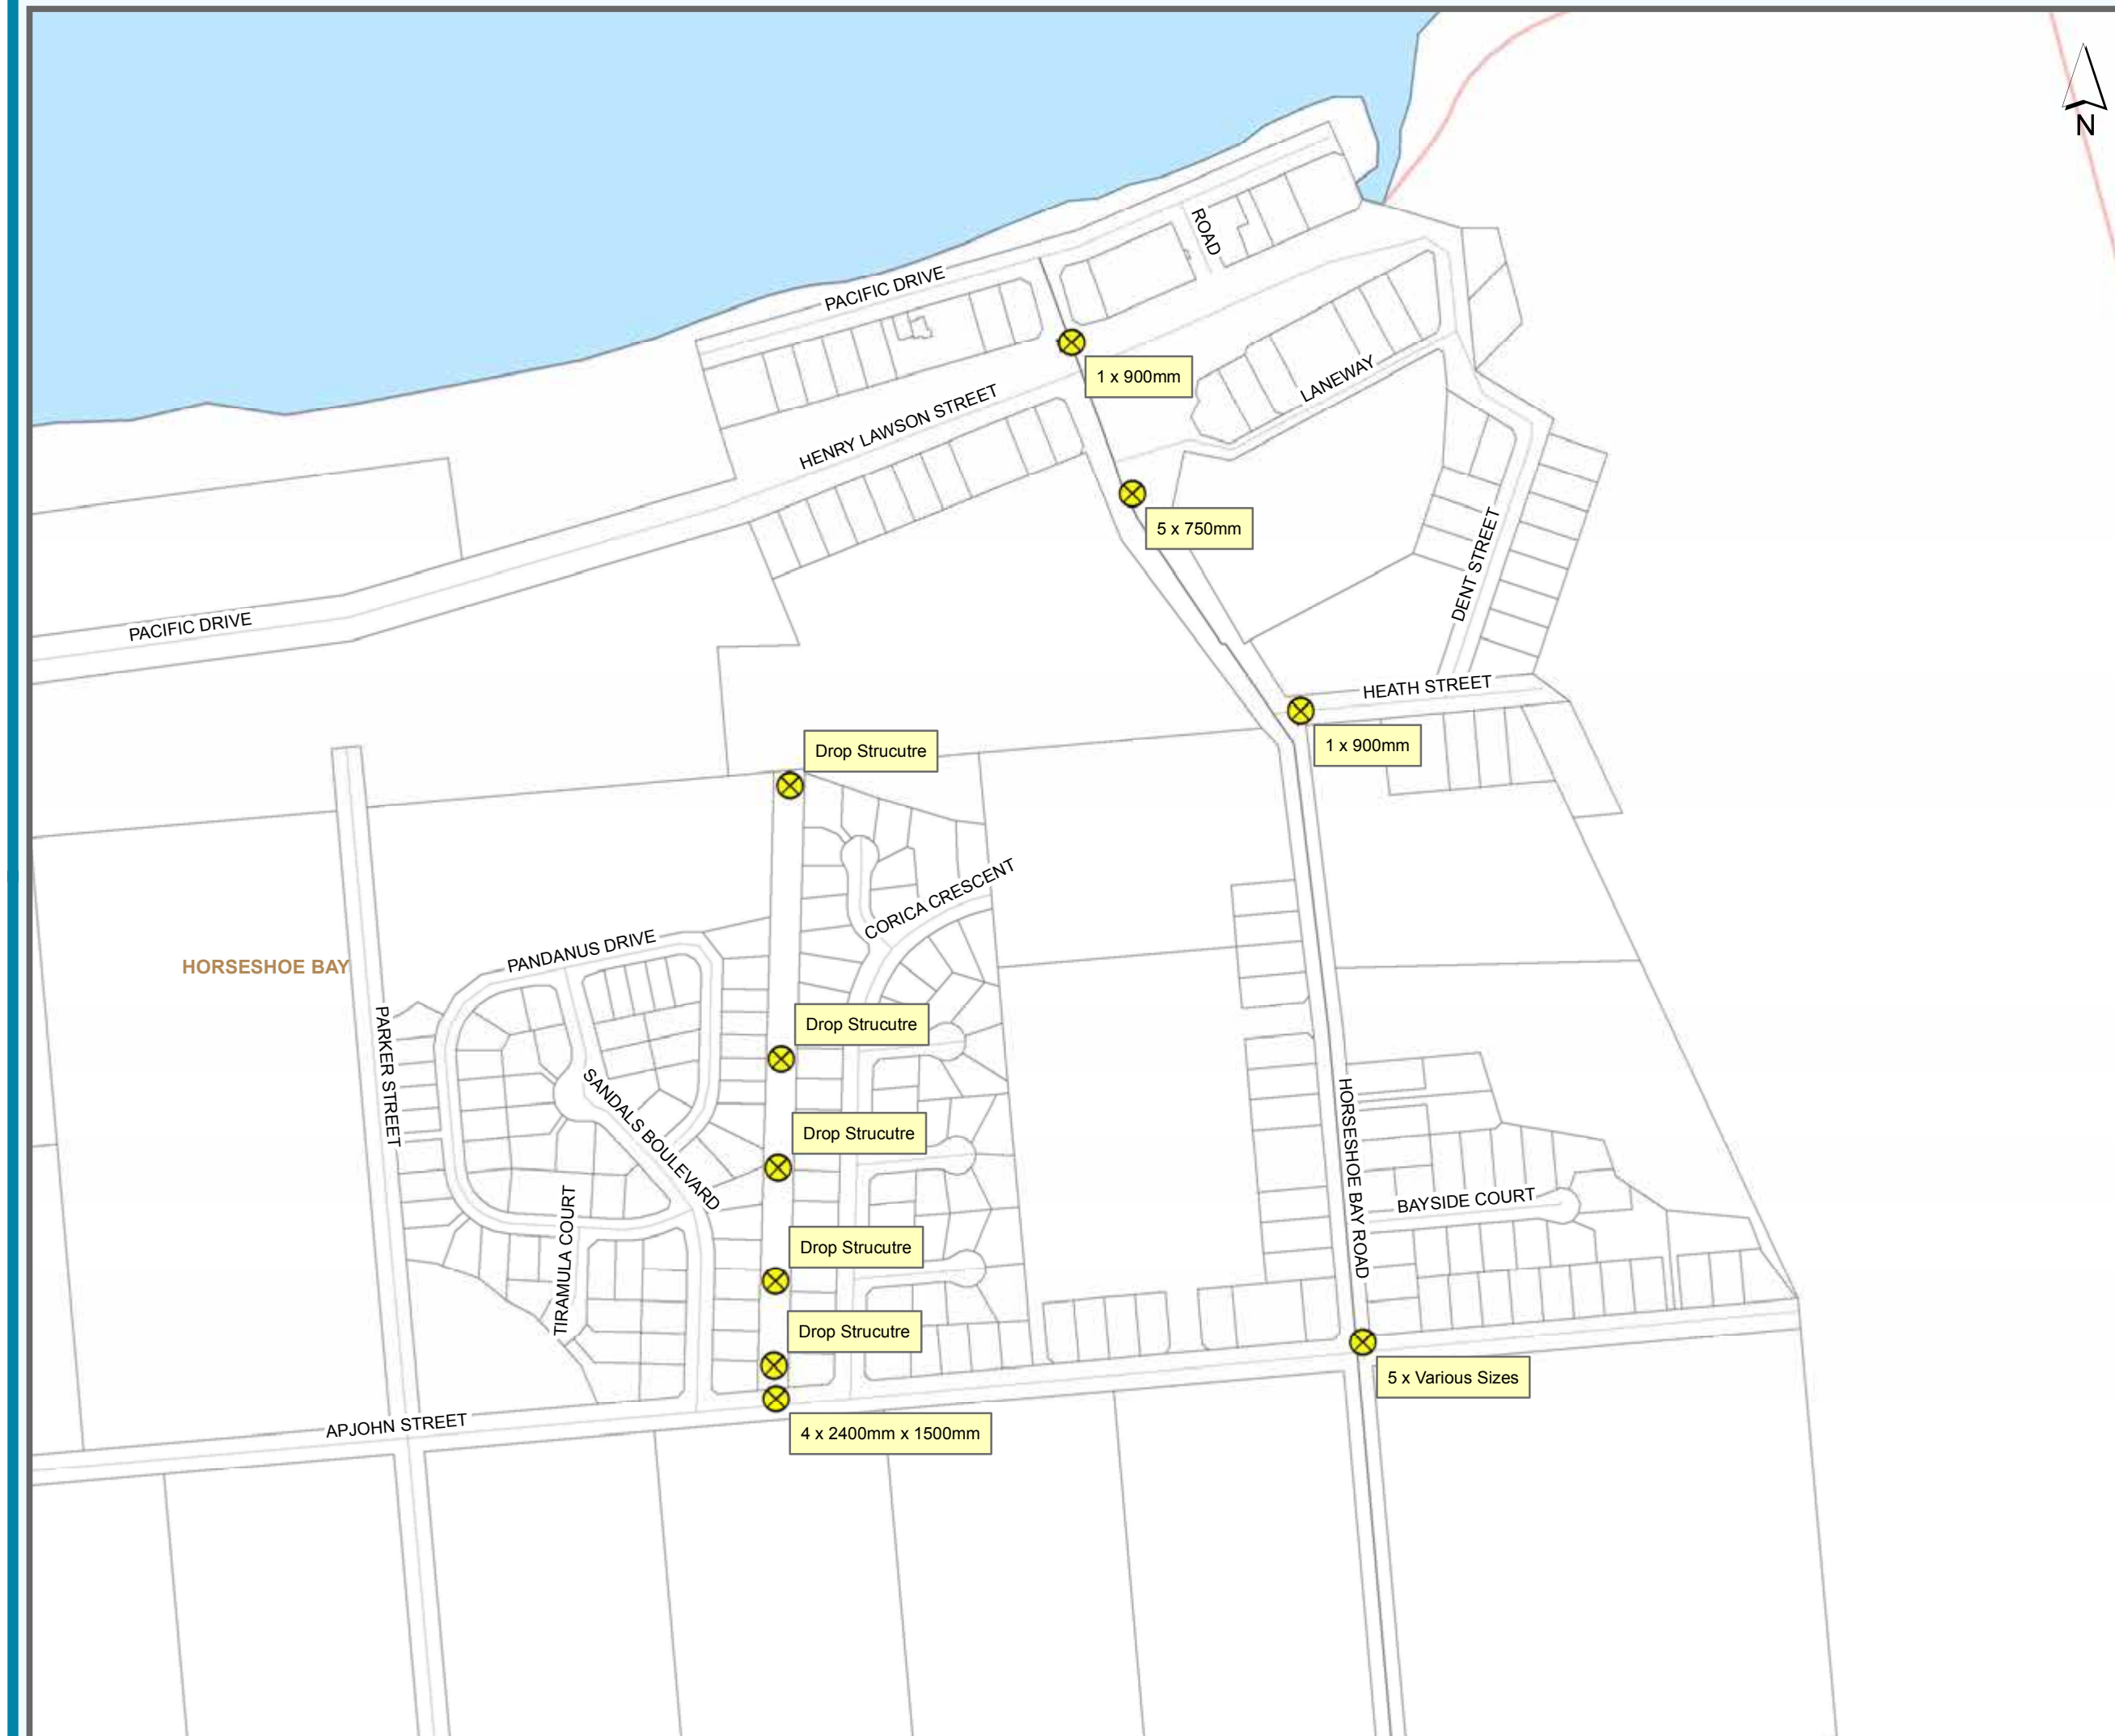 N
ROAD
PACIFIC DRIVE
1 x 900mm
LANEWAY
HENRY LAWSON STREET
5 x 750mm
DENT STREET
PACIFIC DRIVE
HEATH STREET
1 x 900mm
Drop Strucutre
CORICA CRESCENT
PANDANUS DRIVE
HORSESHOE BAY
Drop Strucutre
PARKER STREET
SANDALS BOULEVARD
Drop Strucutre
HORSESHOE BAY ROAD
BAYSIDE COURT
TIRAMULA COURT
Drop Strucutre
Drop Strucutre
5 x Various Sizes
APJOHN STREET
4 x 2400mm x 1500mm